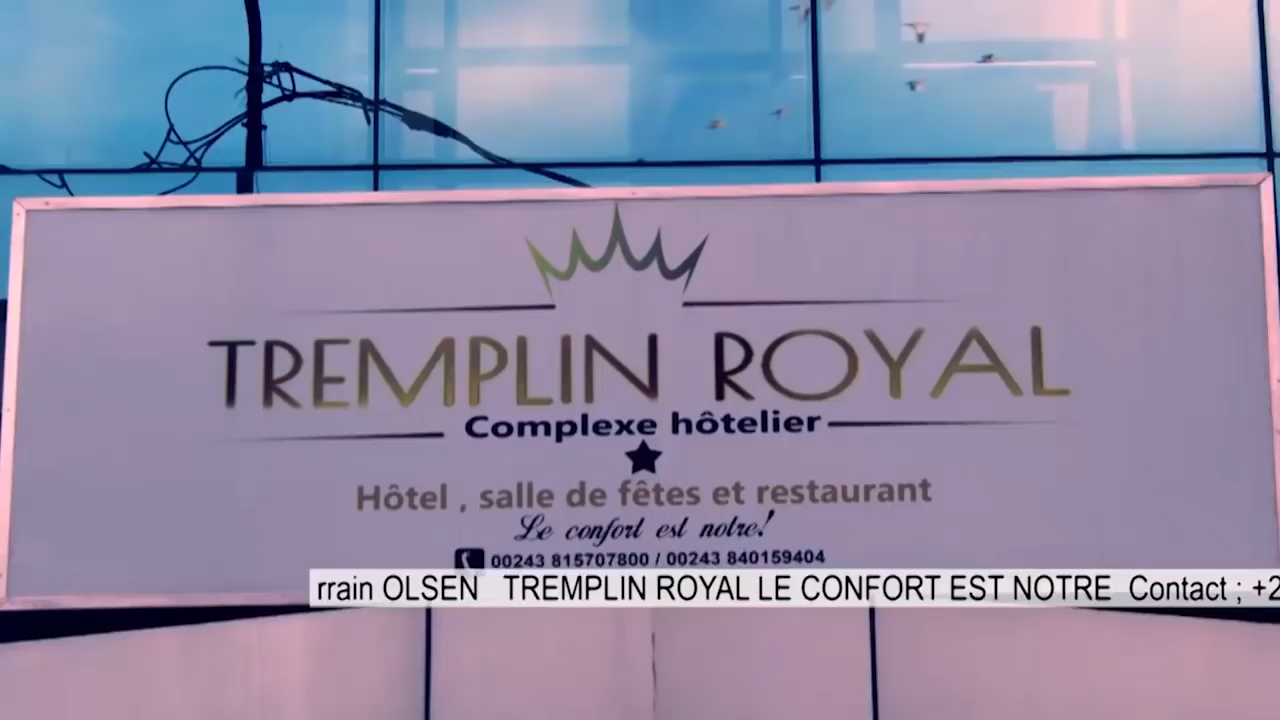 TREMPLIN ROYAL
Complexe hôtelier
Hôtel , salle de fêtes et restaurant
Le confort est notre!
00243 815707800 / 00243 840159404
rrain OLSEN TREMPLIN ROYAL LE CONFORT EST NOTRE Contact ; +2